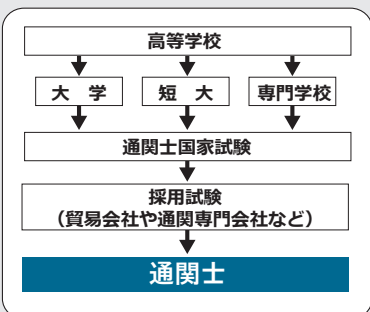 高等学校
大 学 短 大 専門学校
通関士国家試験
採用試験
（貿易会社や通関専門会社など）
通関士